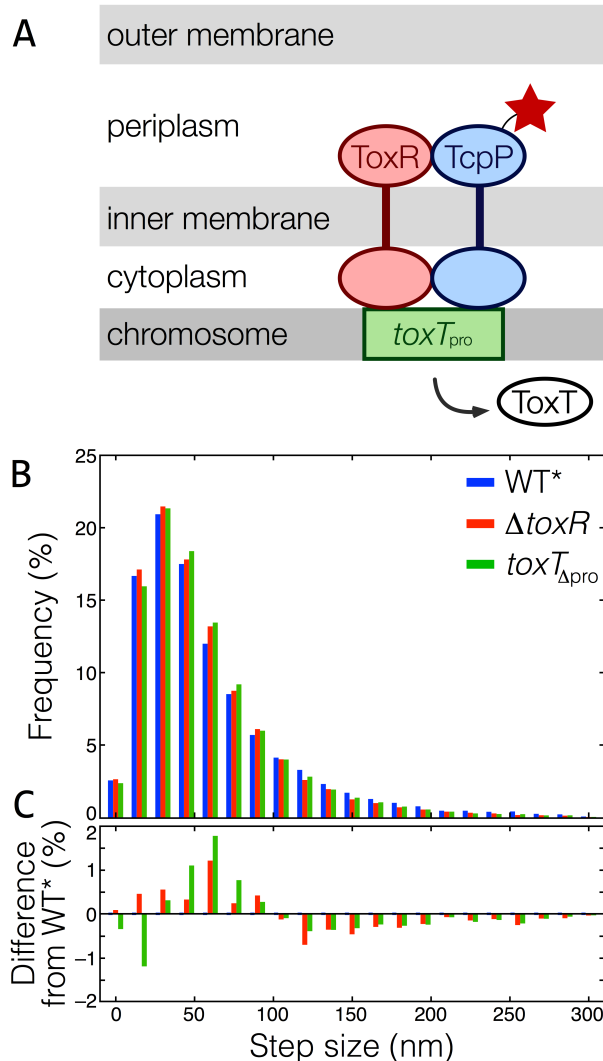 A
outer membrane
periplasm
ToxR TcpP
inner membrane
cytoplasm
chromosome toxTpro
ToxT
B
25
20
15
10
5
0
Frequency (%)
WT*
ΔtoxR
toxTΔpro
C
2
1
0
−1
−2
Difference
from WT* (%)
0 50 100 150 200 250 300
Step size (nm)